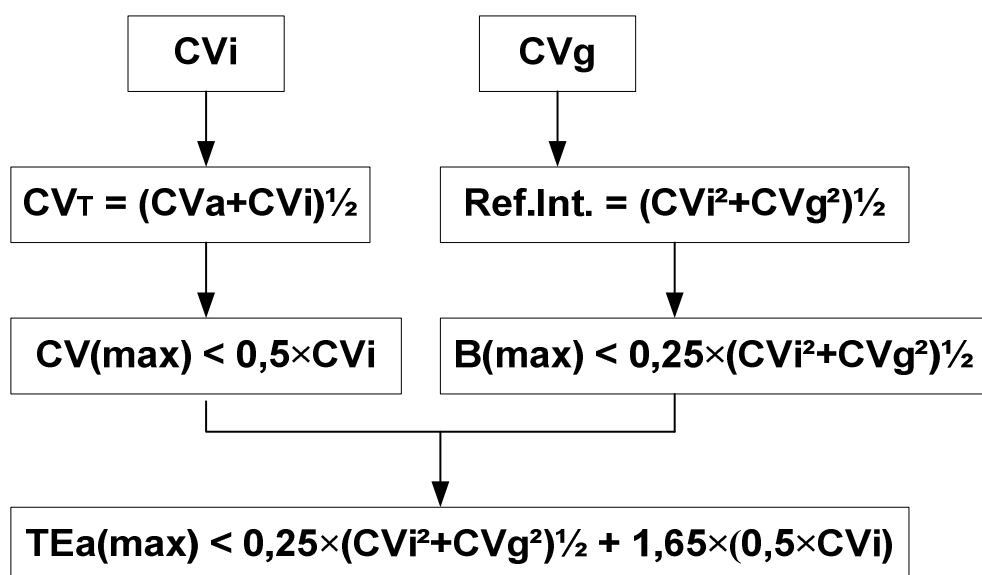 CVi
CVg
CVT = (CVa+CVi)½
Ref.Int. = (CVi²+CVg²)½
CV(max) < 0,5×CVi
B(max) < 0,25×(CVi²+CVg²)½
TEa(max) < 0,25×(CVi²+CVg²)½ + 1,65×(0,5×CVi)